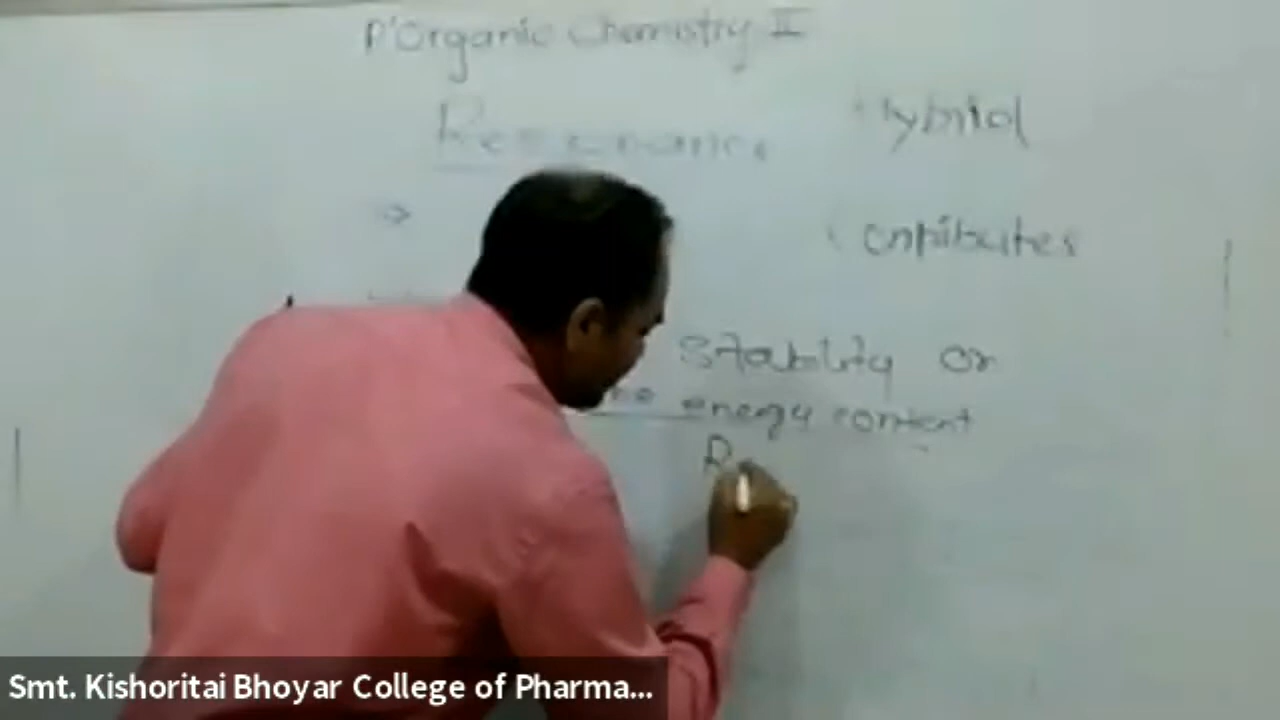 P'Organic Chemistry II
Resonance
Hybrid
Contributes
Stability or
energy content
Smt. Kishoritai Bhoyar College of Pharma...